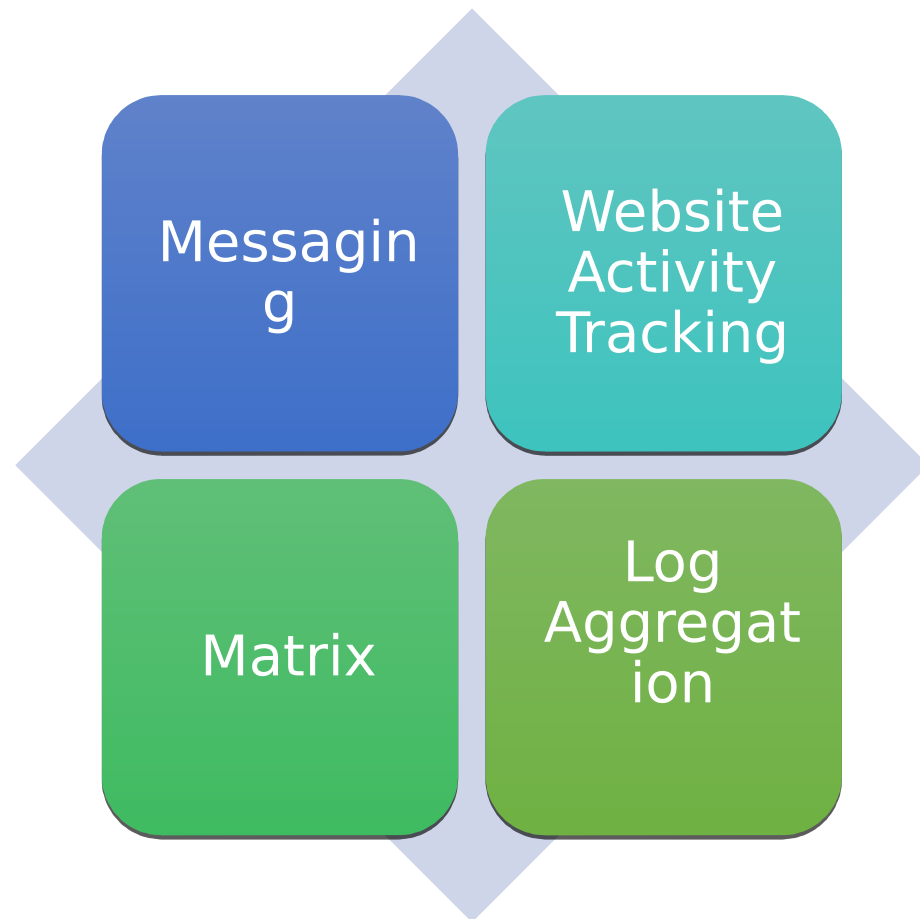 Messagin
g
Website
Activity
Tracking
Matrix
Log
Aggregat
ion